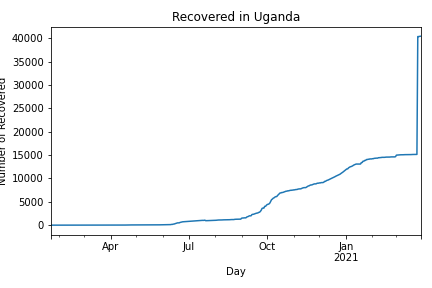 Recovered in Uganda
40000
35000
30000
25000
20000
15000
10000
5000
0
Number of Recovered
Apr
Jul
Oct
Jan
2021
Day